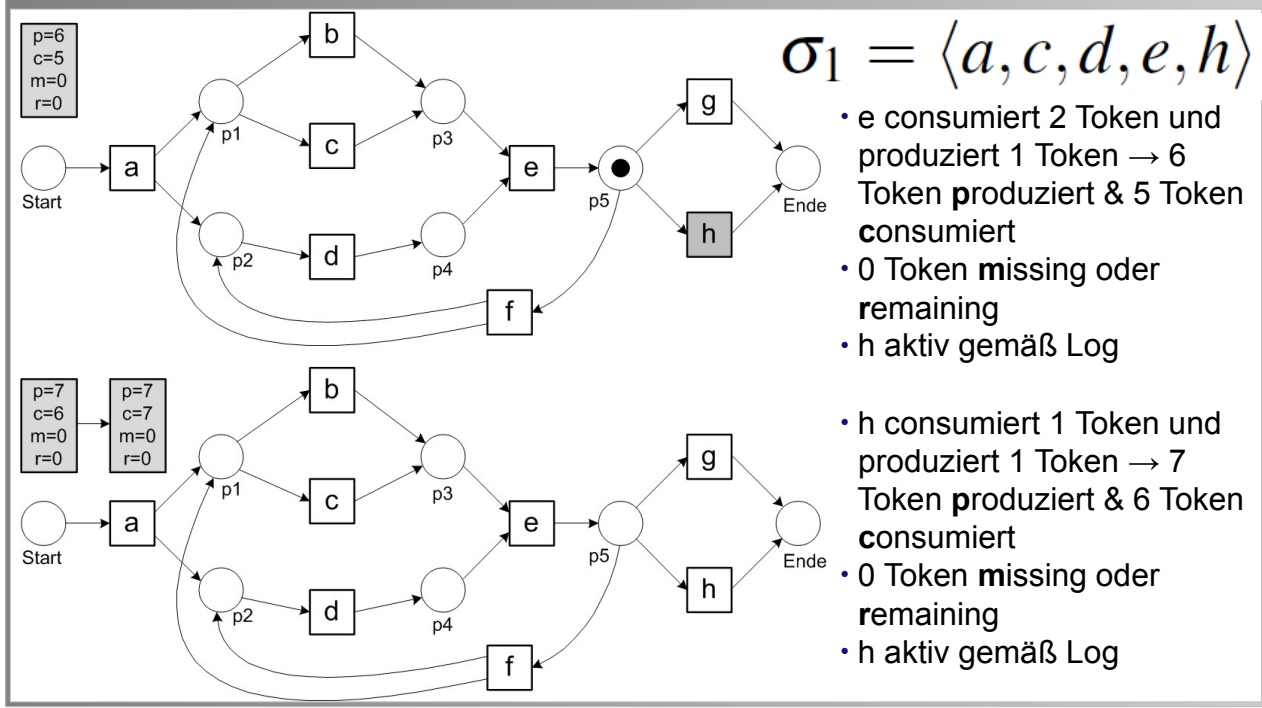 p=6
c=5
m=0
r=0
b
σ₁ = ⟨a, c, d, e, h⟩
g
p1
c
p3
a
e
Start
p5
Ende
p2
d
p4
h
f
• e consumiert 2 Token und
produziert 1 Token → 6
Token produziert & 5 Token
consumiert
• 0 Token missing oder
remaining
• h aktiv gemäß Log
p=7
c=6
m=0
r=0
p=7
c=7
m=0
r=0
b
g
p1
c
p3
a
e
Start
p5
Ende
p2
d
p4
h
f
• h consumiert 1 Token und
produziert 1 Token → 7
Token produziert & 6 Token
consumiert
• 0 Token missing oder
remaining
• h aktiv gemäß Log